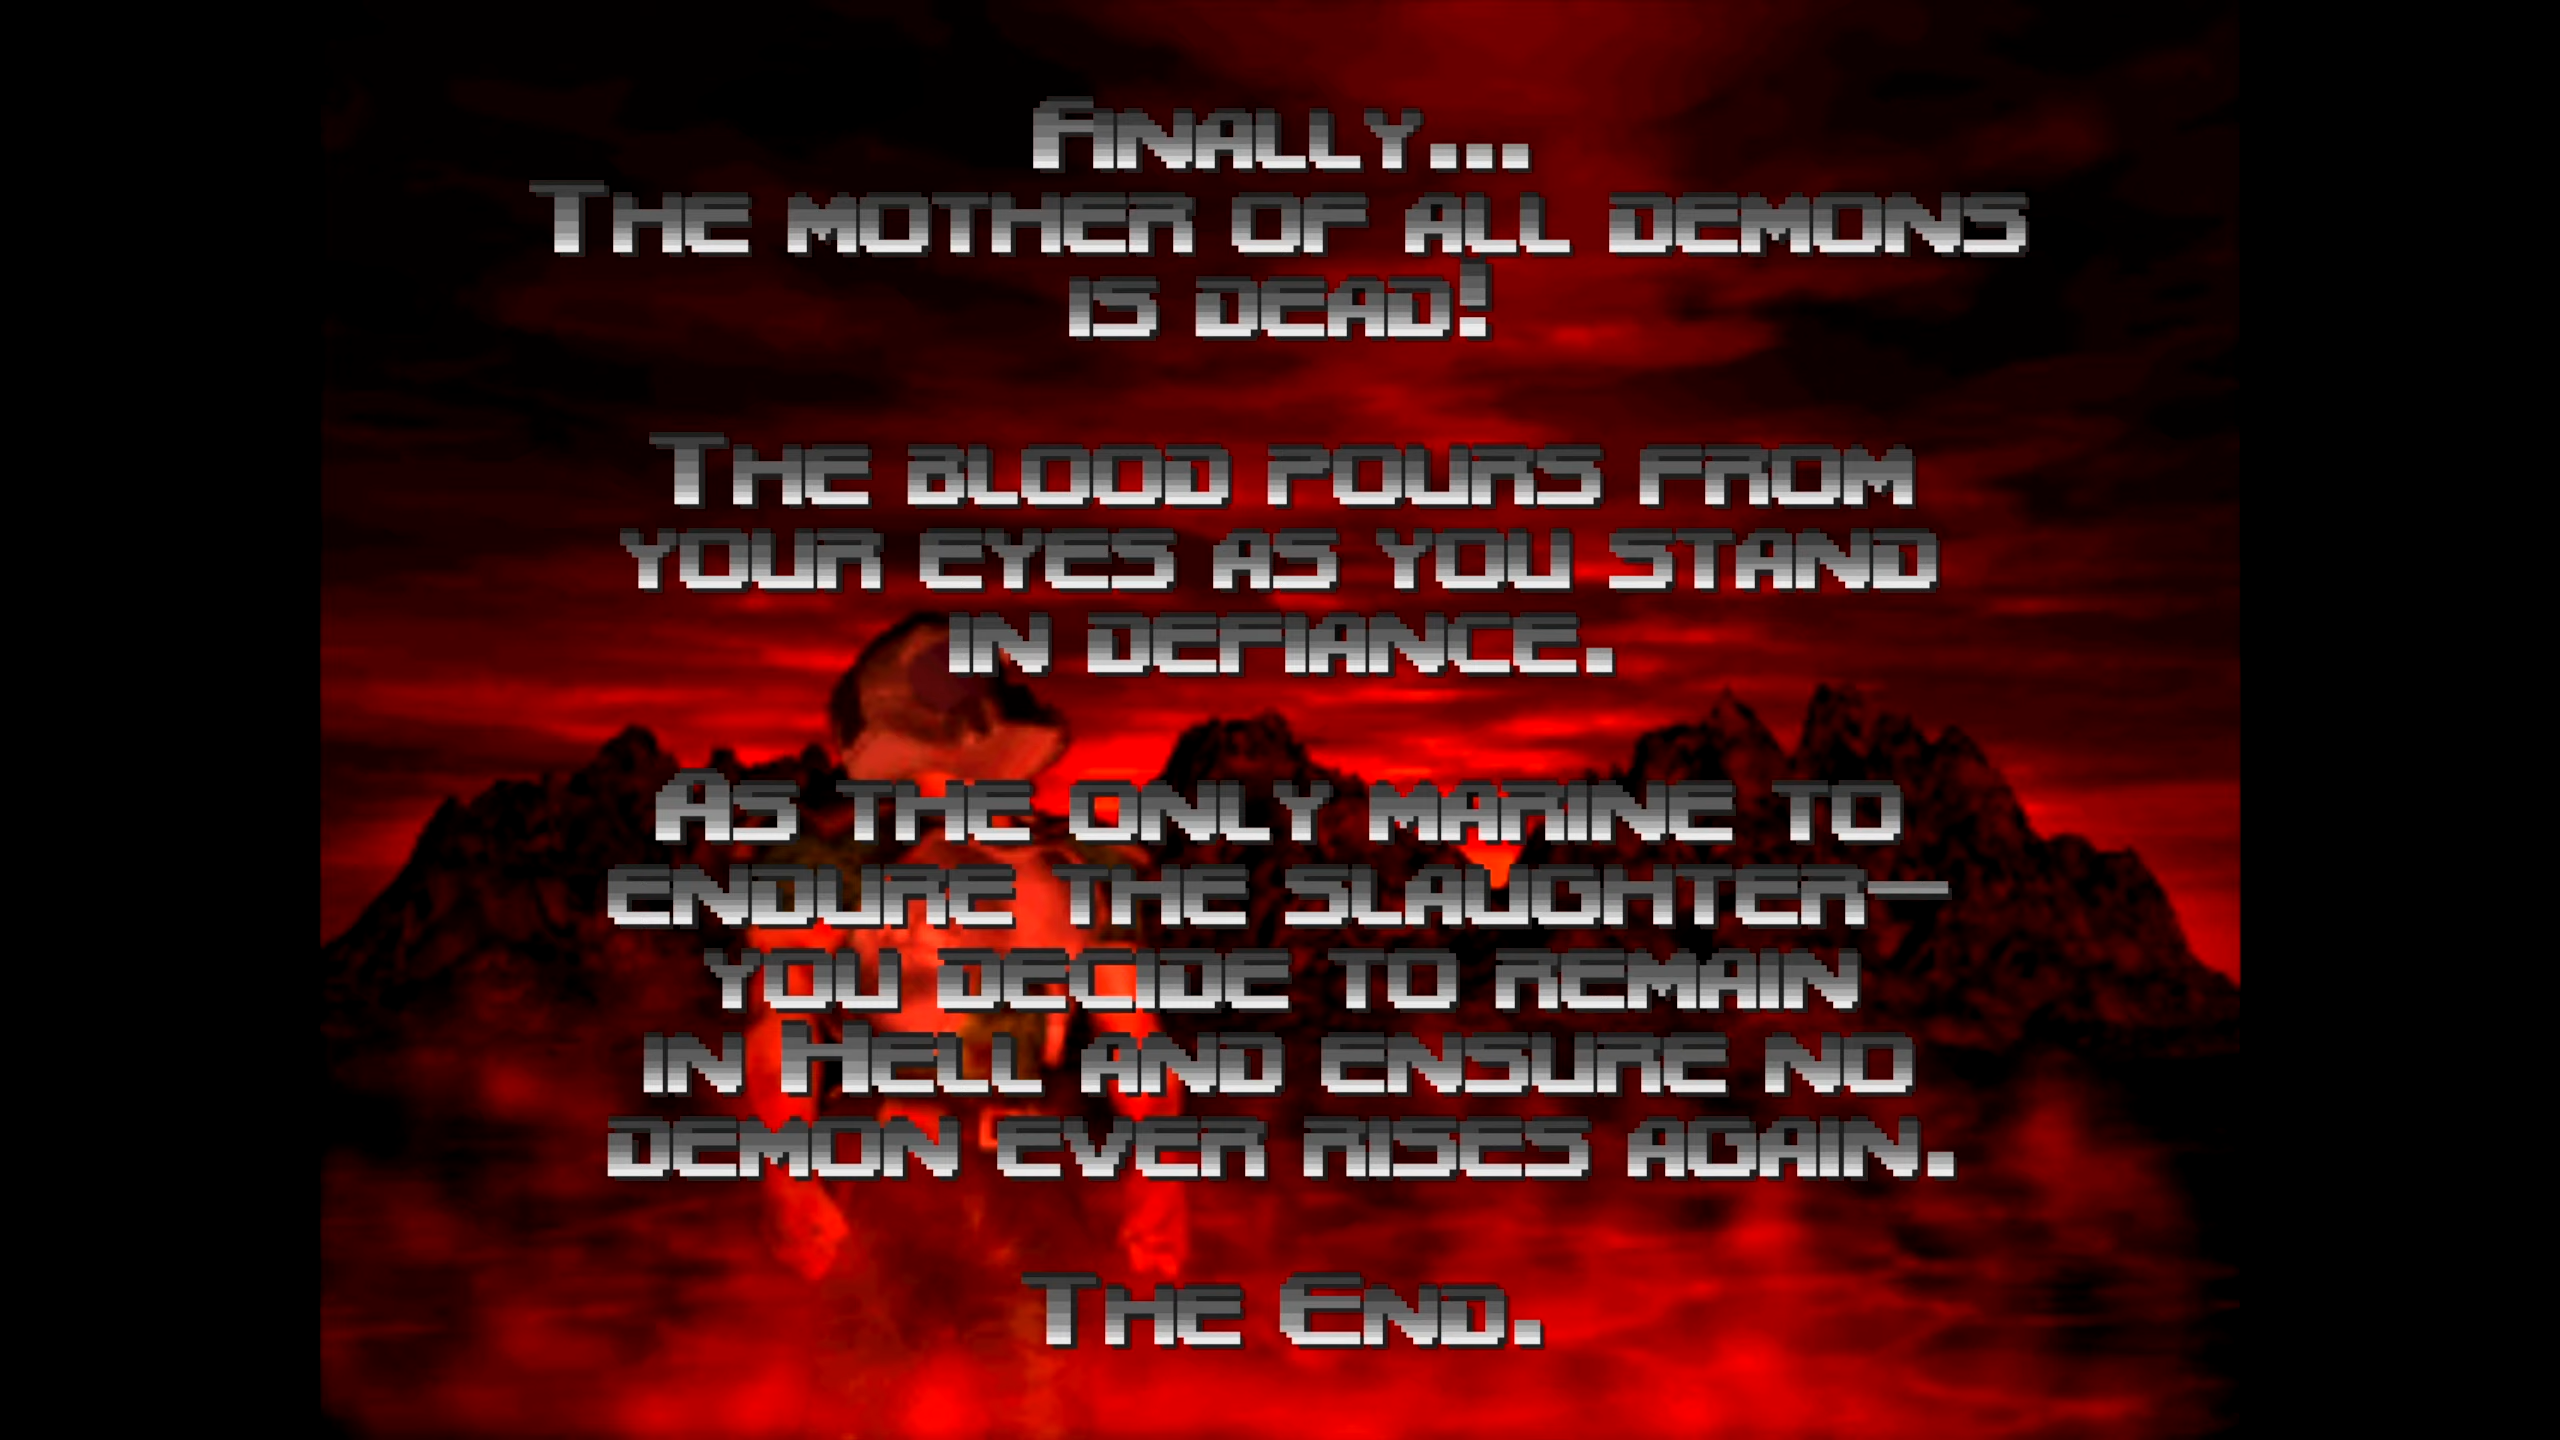 Finally...
The mother of all demons
is dead!
The blood pours from
your eyes as you stand
in defiance.
As the only marine to
endure the slaughter—
you decide to remain
in Hell and ensure no
demon ever rises again.
The End.